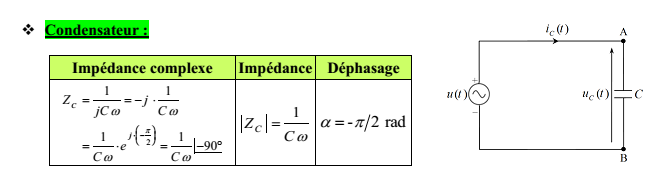 ❖ Condensateur :
Impédance complexe | Impédance | Déphasage
Z_C = 1/(jCω) = -j · 1/(Cω)
= 1/(Cω) · e^{j·(-π/2)} = 1/(Cω) |-90°
|Z_C| = 1/(Cω)
α = -π/2 rad
i_c(t)
A
+
u(t)
-
u_C(t)
C
B